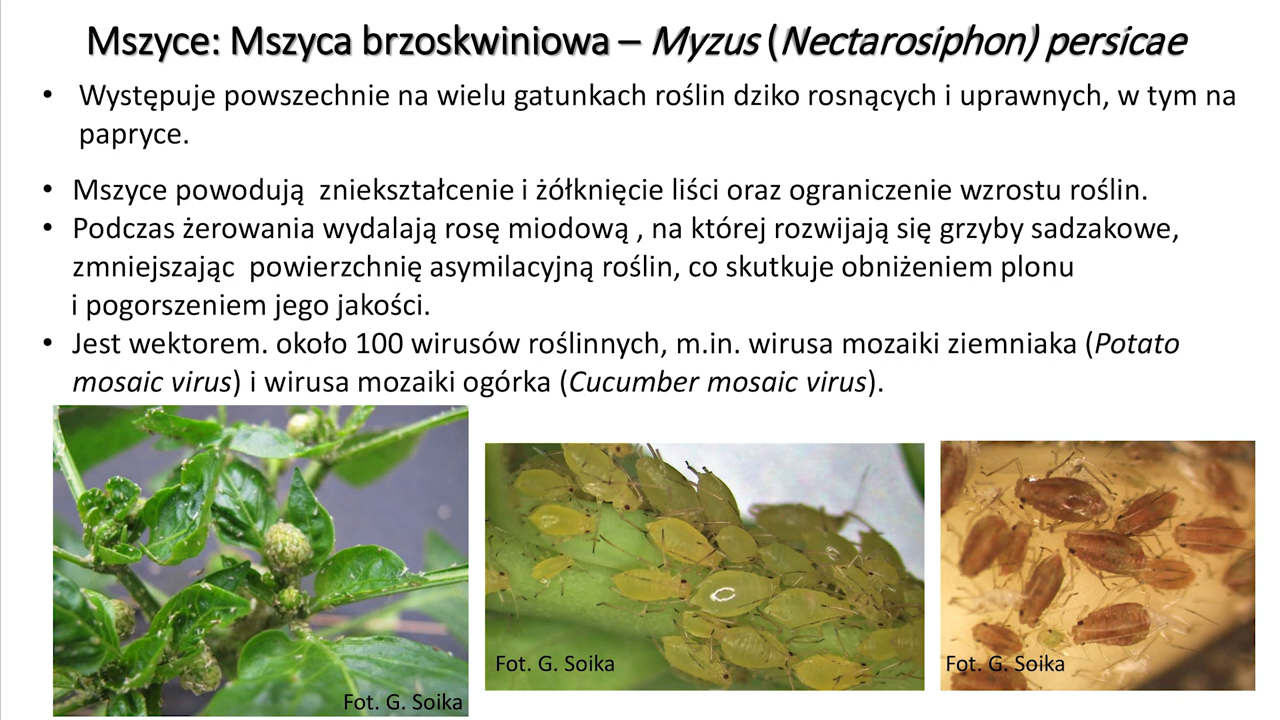 Mszyce: Mszyca brzoskwiniowa – Myzus (Nectarosiphon) persicae
• Występuje powszechnie na wielu gatunkach roślin dziko rosnących i uprawnych, w tym na
papryce.
• Mszyce powodują  zniekształcenie i żółknięcie liści oraz ograniczenie wzrostu roślin.
• Podczas żerowania wydalają rosę miodową , na której rozwijają się grzyby sadzakowe,
zmniejszając  powierzchnię asymilacyjną roślin, co skutkuje obniżeniem plonu
i pogorszeniem jego jakości.
• Jest wektorem. około 100 wirusów roślinnych, m.in. wirusa mozaiki ziemniaka (Potato
mosaic virus) i wirusa mozaiki ogórka (Cucumber mosaic virus).
Fot. G. Soika
Fot. G. Soika
Fot. G. Soika